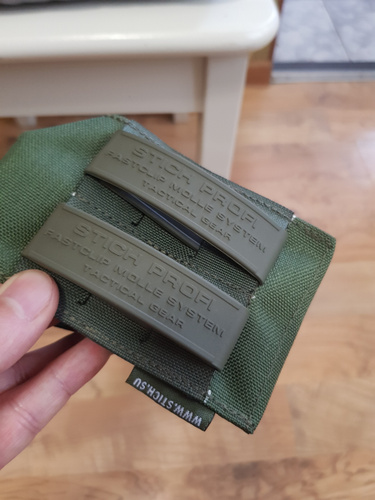 STICH PROFI
FASTCLIP MOLLE SYSTEM
TACTICAL GEAR
STICH PROFI
FASTCLIP MOLLE SYSTEM
TACTICAL GEAR
WWW.STICH.SU